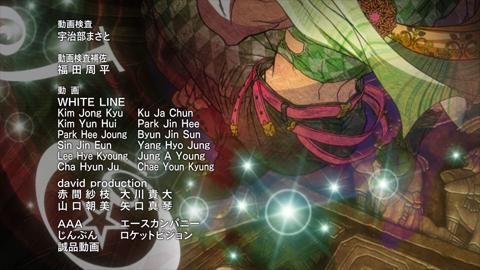 動画検査
宇治部まさと
動画検査補佐
福田周平
動画
WHITE LINE
Kim Jong Kyu Ku Ja Chun
Kim Yun Hui Park Jin Hee
Park Hee Joung Byun Jin Sun
Sin Jin Eun Yang Hyo Jung
Lee Hye Kyoung Jung A Young
Cha Hyun Ju Chae Youn Kyung
david production
赤間紗枝 大川貴大
山口朝美 矢口真琴
AAA エースカンパニー
じんぷん ロケットビジョン
誠品動画